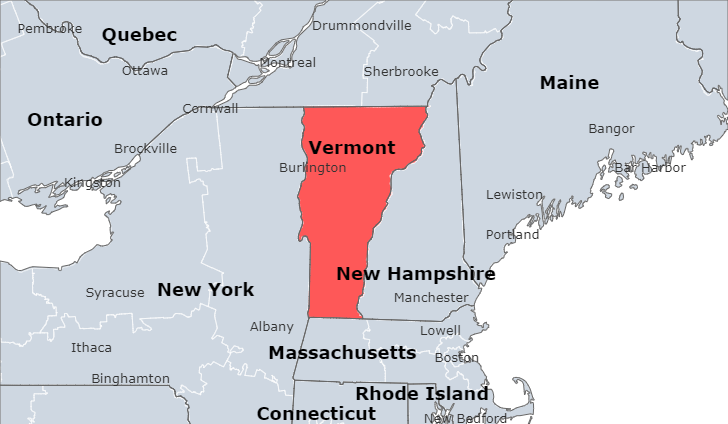 Pembroke
Quebec
Drummondville
Ottawa
Montreal
Sherbrooke
Maine
Cornwall
Ontario
Bangor
Brockville
Vermont
Burlington
Bar Harbor
Kingston
Lewiston
Portland
New Hampshire
Syracuse
New York
Manchester
Albany
Lowell
Ithaca
Massachusetts
Boston
Binghamton
Rhode Island
Connecticut
New Bedford